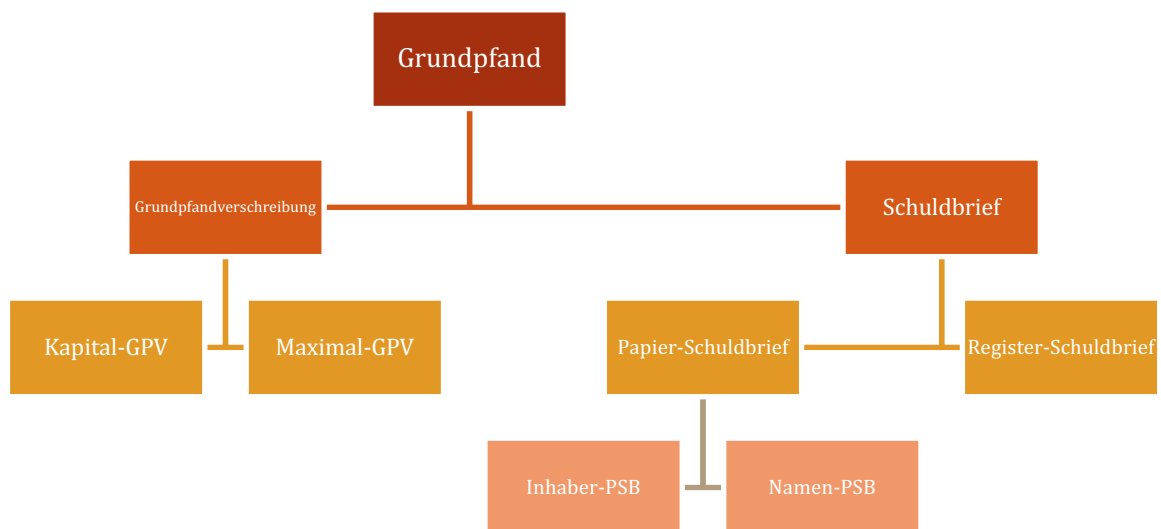 Grundpfand
Grundpfandverschreibung
Schuldbrief
Kapital-GPV
Maximal-GPV
Papier-Schuldbrief
Register-Schuldbrief
Inhaber-PSB
Namen-PSB